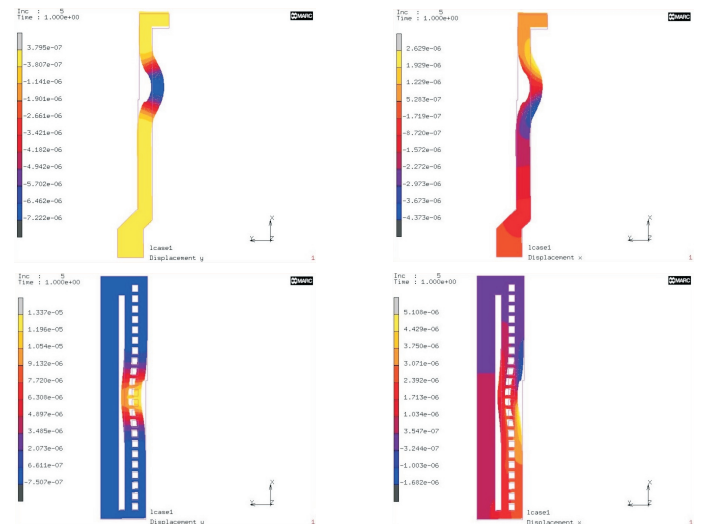 Inc : 5
Time : 1.000e+00
MARC
3.795e-07
-3.807e-07
-1.141e-06
-1.901e-06
-2.661e-06
-3.421e-06
-4.182e-06
-4.942e-06
-5.702e-06
-6.462e-06
-7.222e-06
X
Y Z
lcase1
Displacement y
1
Inc : 5
Time : 1.000e+00
MARC
2.629e-06
1.929e-06
1.229e-06
5.283e-07
-1.719e-07
-8.720e-07
-1.572e-06
-2.272e-06
-2.973e-06
-3.673e-06
-4.373e-06
X
Y Z
lcase1
Displacement x
1
Inc : 5
Time : 1.000e+00
MARC
1.337e-05
1.196e-05
1.054e-05
9.132e-06
7.720e-06
6.308e-06
4.897e-06
3.485e-06
2.073e-06
6.611e-07
-7.507e-07
X
Y Z
lcase1
Displacement y
1
Inc : 5
Time : 1.000e+00
MARC
5.108e-06
4.429e-06
3.750e-06
3.071e-06
2.392e-06
1.713e-06
1.034e-06
3.547e-07
-3.244e-07
-1.003e-06
-1.682e-06
X
Y Z
lcase1
Displacement x
1